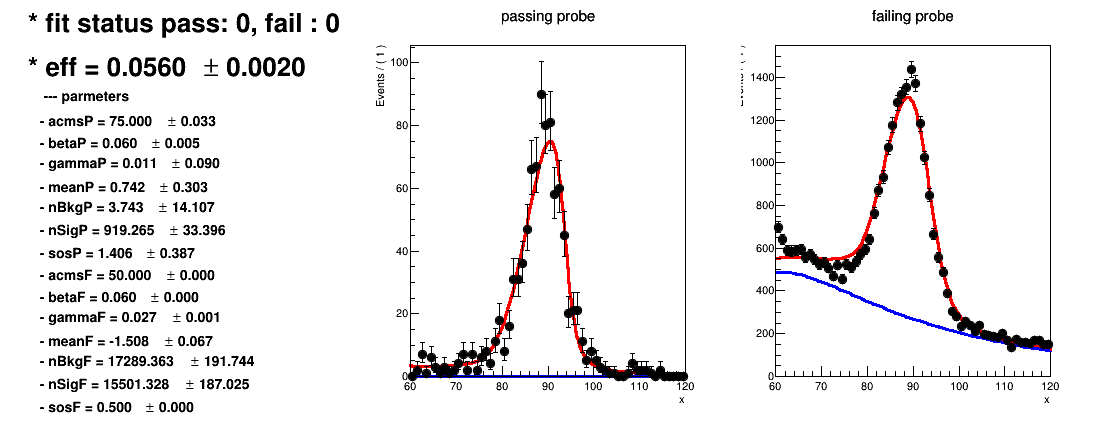 * fit status pass: 0, fail : 0
* eff = 0.0560 ± 0.0020
--- parmeters
- acmsP = 75.000 ± 0.033
- betaP = 0.060 ± 0.005
- gammaP = 0.011 ± 0.090
- meanP = 0.742 ± 0.303
- nBkgP = 3.743 ± 14.107
- nSigP = 919.265 ± 33.396
- sosP = 1.406 ± 0.387
- acmsF = 50.000 ± 0.000
- betaF = 0.060 ± 0.000
- gammaF = 0.027 ± 0.001
- meanF = -1.508 ± 0.067
- nBkgF = 17289.363 ± 191.744
- nSigF = 15501.328 ± 187.025
- sosF = 0.500 ± 0.000
passing probe
Events / ( 1 )
100
80
60
40
20
0
60 70 80 90 100 110 120
x
failing probe
Events / ( 1 )
1400
1200
1000
800
600
400
200
0
60 70 80 90 100 110 120
x